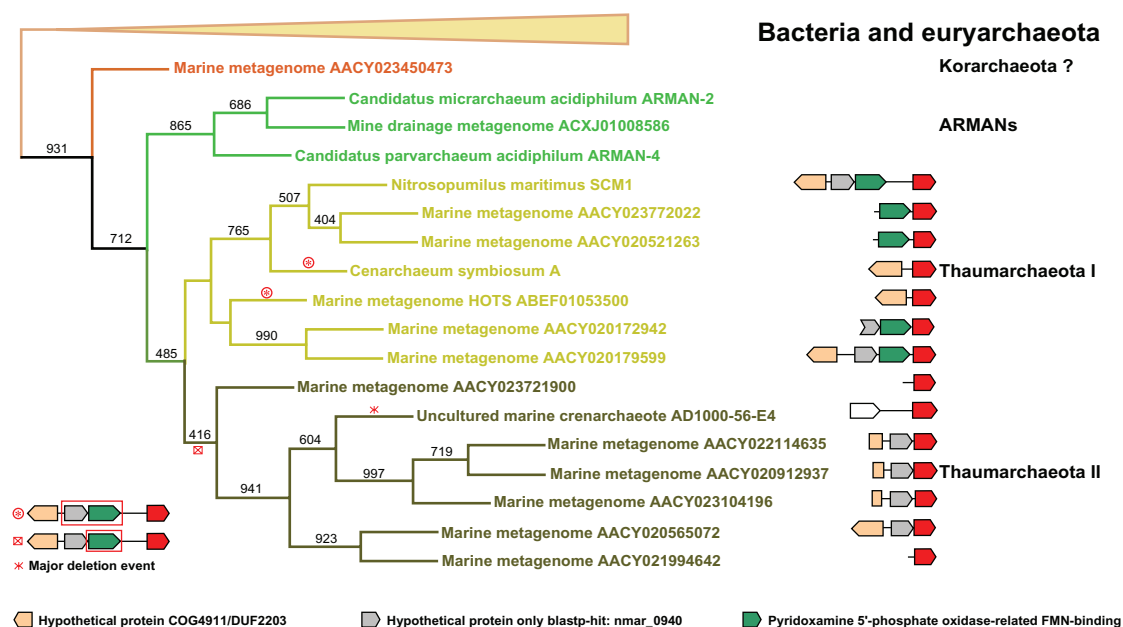 Bacteria and euryarchaeota
Marine metagenome AACY023450473
Korarchaeota ?
686
Candidatus micrarchaeum acidiphilum ARMAN-2
865
Mine drainage metagenome ACXJ01008586
ARMANs
931
Candidatus parvarchaeum acidiphilum ARMAN-4
507
Nitrosopumilus maritimus SCM1
404
Marine metagenome AACY023772022
712
765
Marine metagenome AACY020521263
Cenarchaeum symbiosum A
Thaumarchaeota I
Marine metagenome HOTS ABEF01053500
990
Marine metagenome AACY020172942
485
Marine metagenome AACY020179599
Marine metagenome AACY023721900
Uncultured marine crenarchaeote AD1000-56-E4
416
604
719
Marine metagenome AACY022114635
997
Marine metagenome AACY020912937
Thaumarchaeota II
941
Marine metagenome AACY023104196
Marine metagenome AACY020565072
923
Marine metagenome AACY021994642
Major deletion event
Hypothetical protein COG4911/DUF2203
Hypothetical protein only blastp-hit: nmar_0940
Pyridoxamine 5'-phosphate oxidase-related FMN-binding